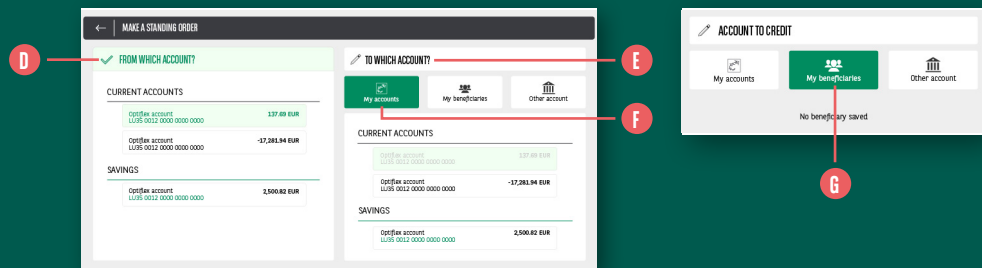 ← MAKE A STANDING ORDER
D
FROM WHICH ACCOUNT?
CURRENT ACCOUNTS
Optiflex account 137.69 EUR
LU35 0012 0000 0000 0000
Optiflex account -17,281.94 EUR
LU35 0012 0000 0000 0000
SAVINGS
Optiflex account 2,500.82 EUR
LU35 0012 0000 0000 0000
TO WHICH ACCOUNT?
E
My accounts My beneficiaries Other account
F
CURRENT ACCOUNTS
Optiflex account 137.69 EUR
LU35 0012 0000 0000 0000
Optiflex account -17,281.94 EUR
LU35 0012 0000 0000 0000
SAVINGS
Optiflex account 2,500.82 EUR
LU35 0012 0000 0000 0000
ACCOUNT TO CREDIT
My accounts My beneficiaries Other account
No beneficiary saved
G